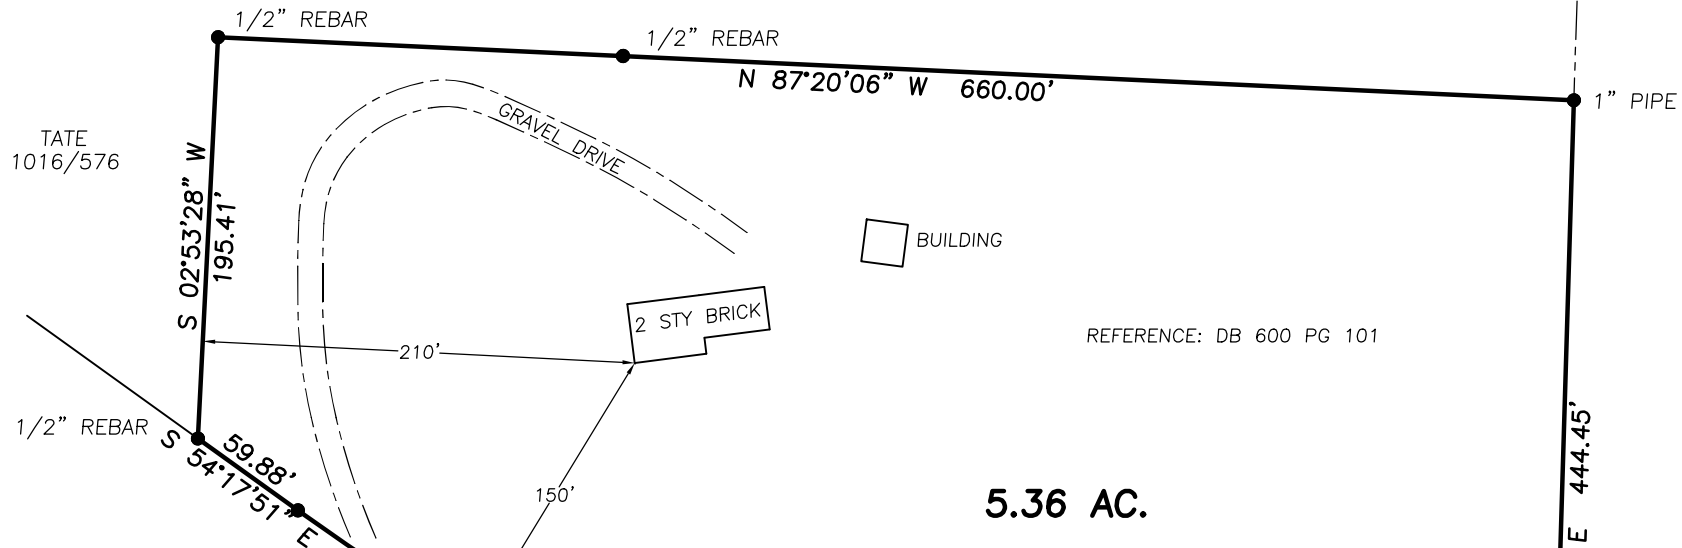 1/2” REBAR
1/2” REBAR
N 87°20’06” W 660.00’
1” PIPE
TATE
1016/576
GRAVEL DRIVE
S 02°53’28” W
195.41’
BUILDING
2 STY BRICK
REFERENCE: DB 600 PG 101
210’
1/2” REBAR
59.88’
S 54°17’51” E
150’
5.36 AC.
444.45’
E